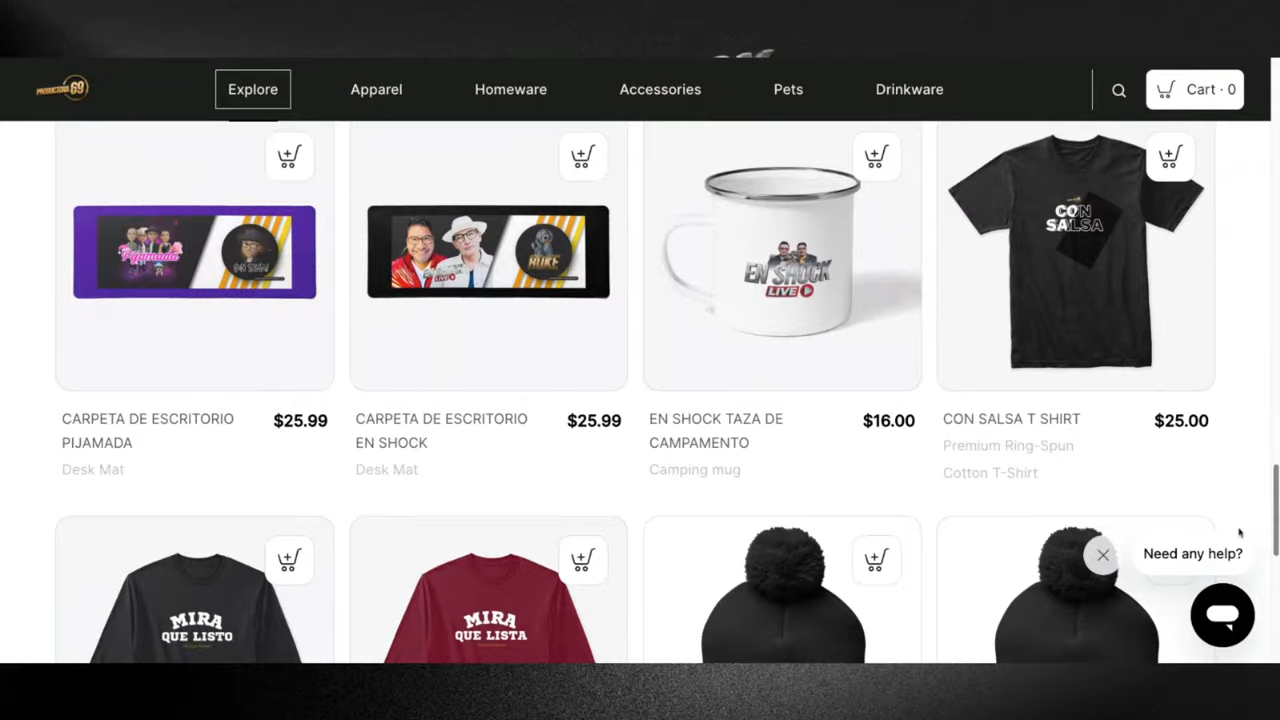 PRODUCTORA 69
Explore
Apparel
Homeware
Accessories
Pets
Drinkware
Cart · 0
Pijamada
EN SHOCK
LIVE
CON
SALSA
CARPETA DE ESCRITORIO
PIJAMADA
$25.99
Desk Mat
CARPETA DE ESCRITORIO
EN SHOCK
$25.99
Desk Mat
EN SHOCK TAZA DE
CAMPAMENTO
$16.00
Camping mug
CON SALSA T SHIRT
$25.00
Premium Ring-Spun
Cotton T-Shirt
MIRA
QUE LISTO
MIRA
QUE LISTA
Need any help?